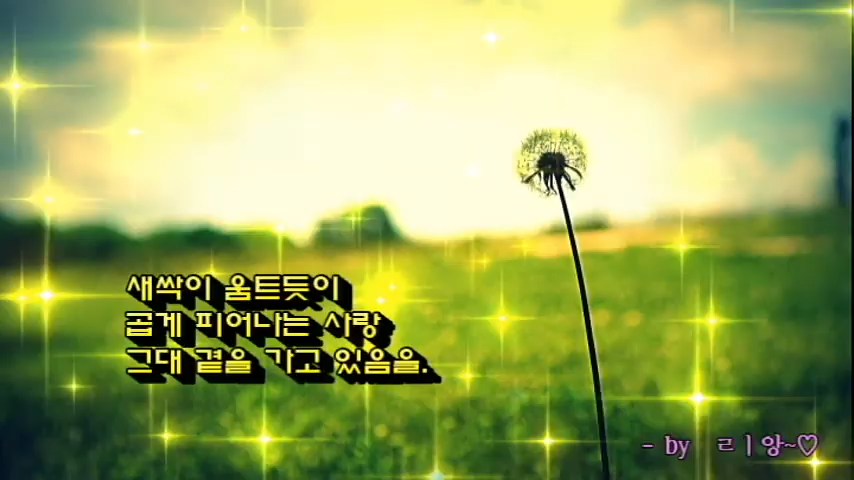 새싹이 움트듯이
곱게 피어나는 사랑
그대 곁을 가고 있음을.
- by ㄹㅣ앙~♡